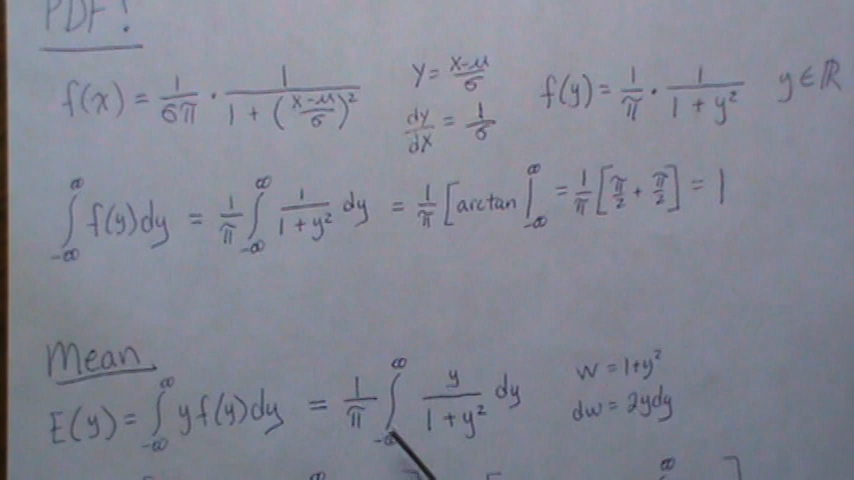 PDF!
f(x) = 1/(σπ) · 1/(1 + ((x-μ)/σ)²)   Y = (x-μ)/σ   f(y) = 1/π · 1/(1 + y²)   y ∈ ℝ
dy/dx = 1/σ
∫_{-∞}^{∞} f(y)dy = 1/π ∫_{-∞}^{∞} 1/(1 + y²) dy = 1/π [arctan |_{-∞}^{∞} = 1/π [π/2 + π/2] = 1
Mean
E(y) = ∫_{-∞}^{∞} y f(y) dy = 1/π ∫_{-∞}^{∞} y/(1 + y²) dy   w = 1+y²
dw = 2ydy